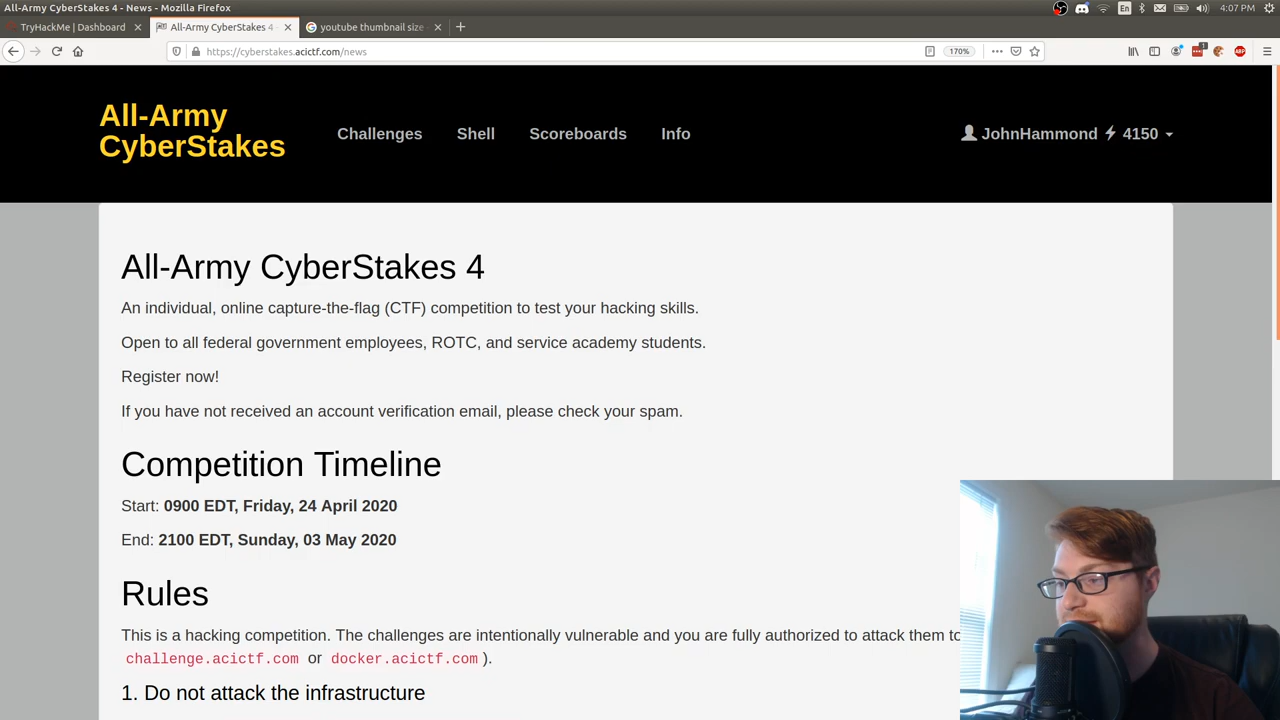 All-Army CyberStakes 4 - News - Mozilla Firefox
En 4:07 PM
TryHackMe | Dashboard
All-Army CyberStakes 4 -
youtube thumbnail size -
https://cyberstakes.acictf.com/news
170%
1
ABP
All-Army
CyberStakes
Challenges Shell Scoreboards Info
JohnHammond 4150
All-Army CyberStakes 4
An individual, online capture-the-flag (CTF) competition to test your hacking skills.
Open to all federal government employees, ROTC, and service academy students.
Register now!
If you have not received an account verification email, please check your spam.
Competition Timeline
Start: 0900 EDT, Friday, 24 April 2020
End: 2100 EDT, Sunday, 03 May 2020
Rules
This is a hacking competition. The challenges are intentionally vulnerable and you are fully authorized to attack them to
challenge.acictf.com or docker.acictf.com ).
1. Do not attack the infrastructure